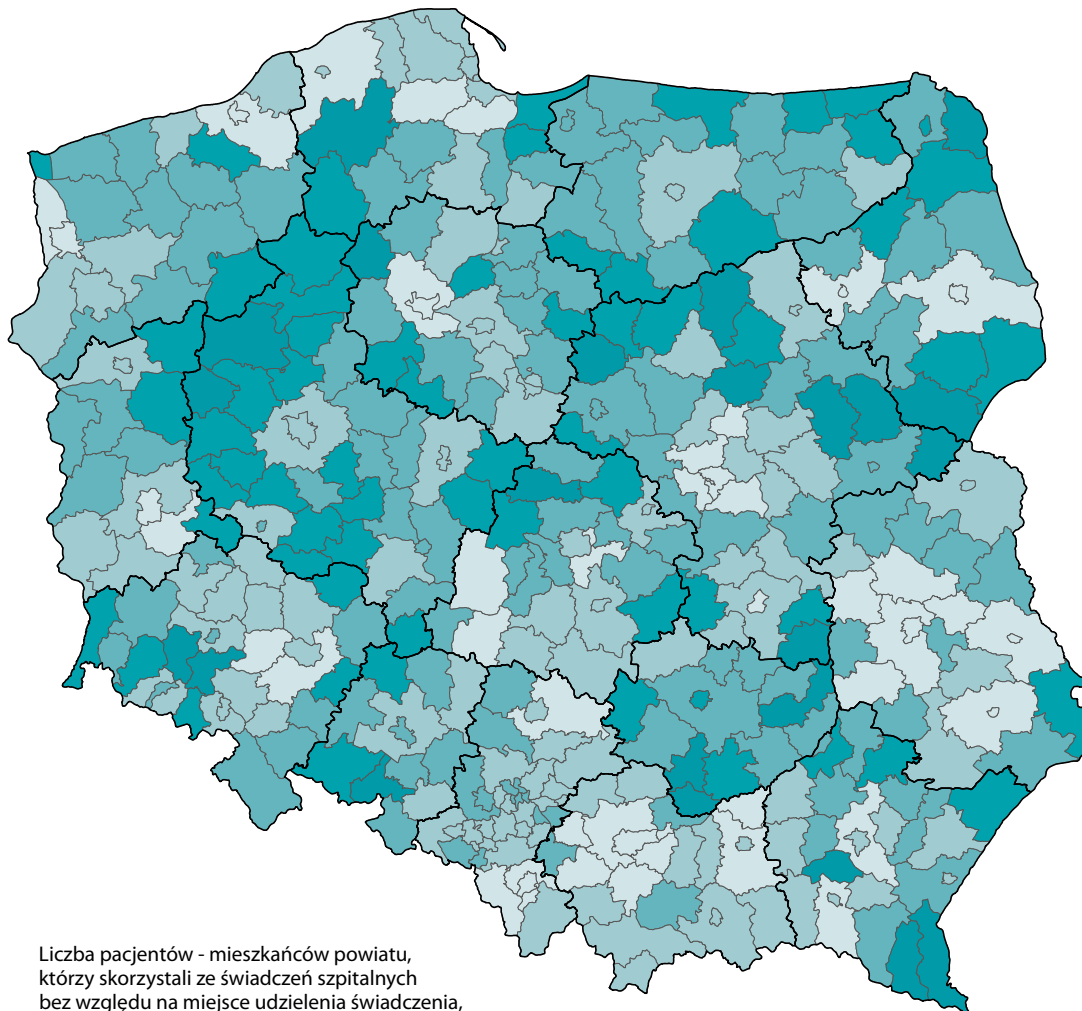 Liczba pacjentów - mieszkańców powiatu,
którzy skorzystali ze świadczeń szpitalnych
bez względu na miejsce udzielenia świadczenia,